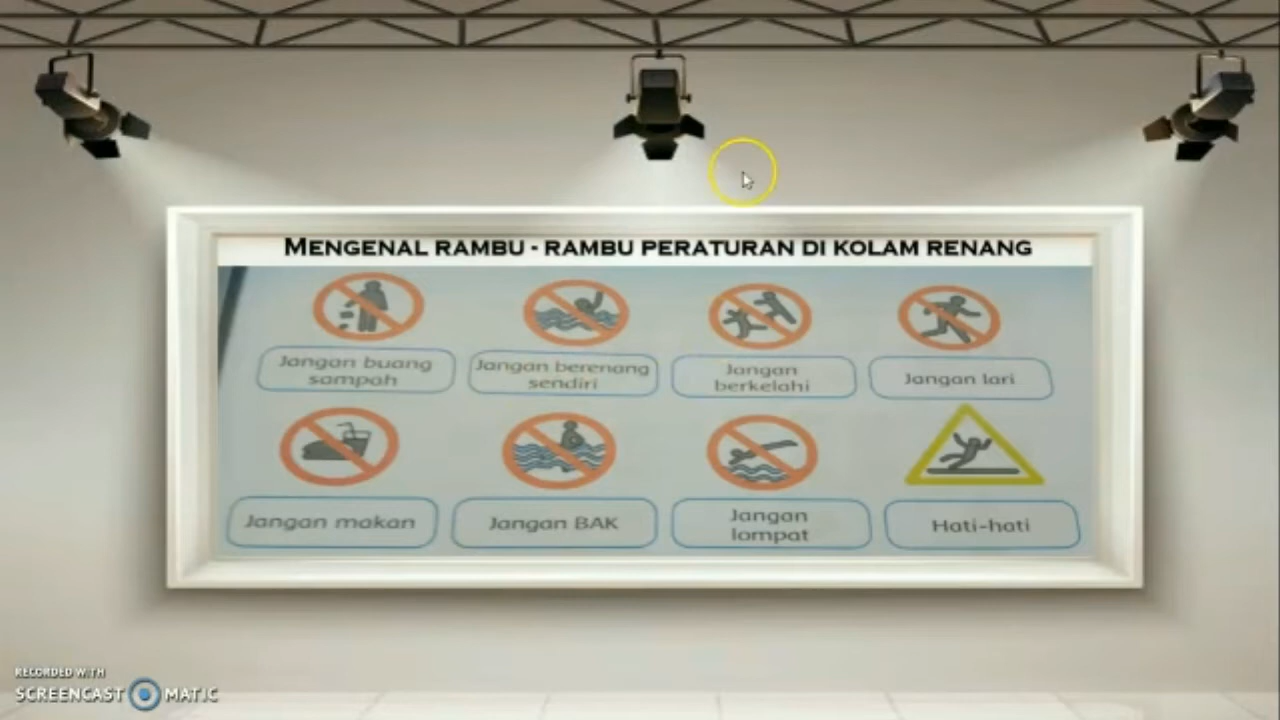 MENGENAL RAMBU - RAMBU PERATURAN DI KOLAM RENANG
Jangan buang
sampah
Jangan berenang
sendiri
Jangan
berkelahi
Jangan lari
Jangan makan
Jangan BAK
Jangan
lompat
Hati-hati
RECORDED WITH
SCREENCAST MATIC